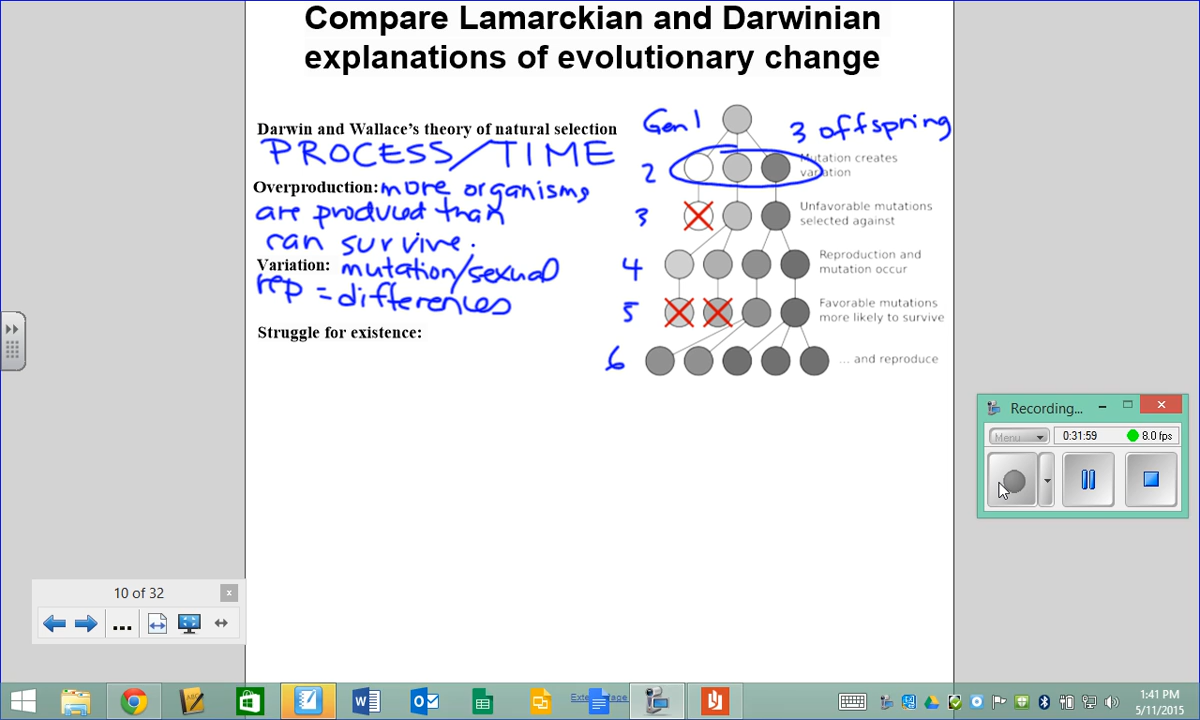 Compare Lamarckian and Darwinian
explanations of evolutionary change
Darwin and Wallace's theory of natural selection
PROCESS/TIME
Overproduction: more organisms
are produced than
can survive.
Variation: mutation/sexual
rep = differences
Struggle for existence:
Gen 1
3 offspring
2
Mutation creates
variation
3
Unfavorable mutations
selected against
4
Reproduction and
mutation occur
5
Favorable mutations
more likely to survive
6
... and reproduce
Recording...
Menu
0:31:59
8.0 fps
10 of 32
...
1:41 PM
5/11/2015